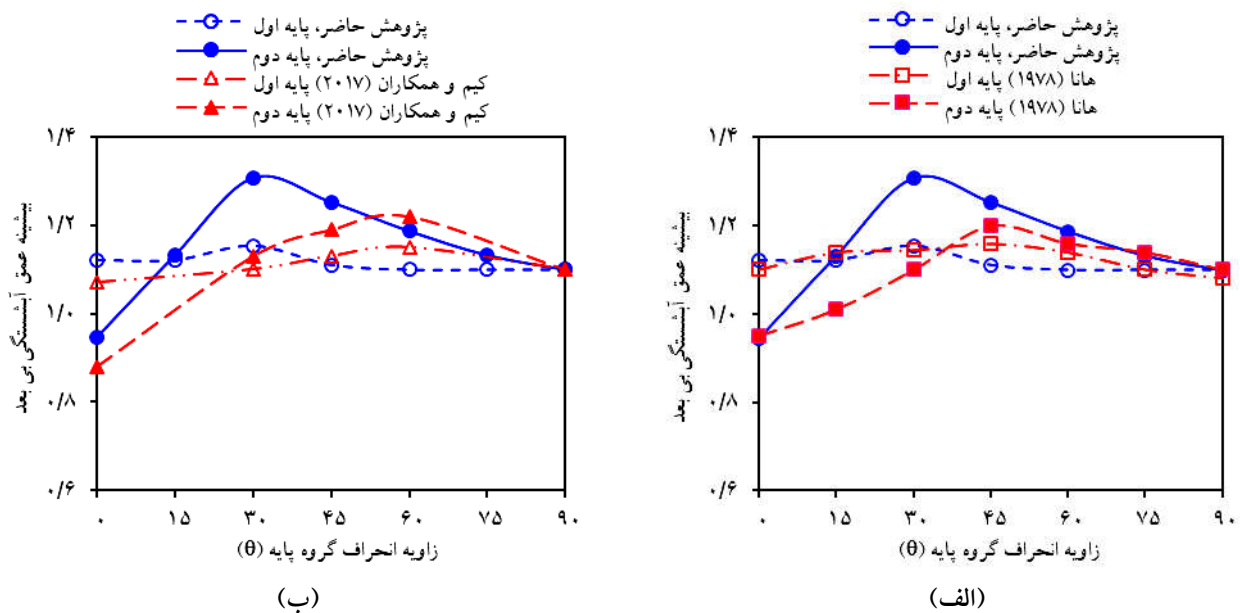 پژوهش حاضر، پایه اول
پژوهش حاضر، پایه دوم
هانا (۱۹۷۸) پایه اول
هانا (۱۹۷۸) پایه دوم
بیشینه عمق آبشستگی بی بعد
۱/۴
۱/۲
۱/۰
۰/۸
۰/۶
۰ ۱۵ ۳۰ ۴۵ ۶۰ ۷۵ ۹۰
زاویه انحراف گروه پایه (θ)
(الف)
پژوهش حاضر، پایه اول
پژوهش حاضر، پایه دوم
کیم و همکاران (۲۰۱۷) پایه اول
کیم و همکاران (۲۰۱۷) پایه دوم
بیشینه عمق آبشستگی بی بعد
۱/۴
۱/۲
۱/۰
۰/۸
۰/۶
۰ ۱۵ ۳۰ ۴۵ ۶۰ ۷۵ ۹۰
زاویه انحراف گروه پایه (θ)
(ب)